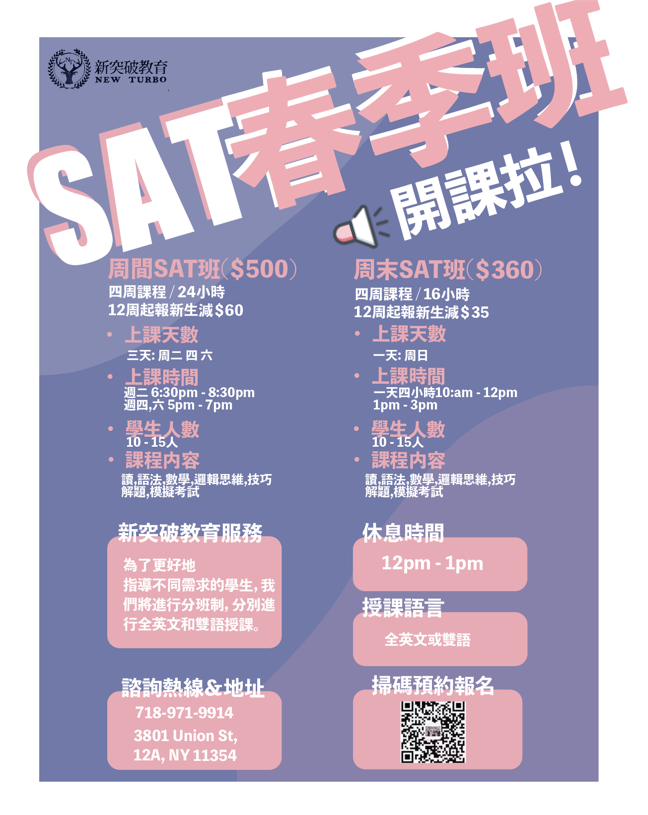 新突破教育
NEW TURBO
SAT春季班
開課拉！
周間SAT班($500)
四周課程/24小時
12周起報新生減$60
• 上課天數
三天: 周二 四 六
• 上課時間
週二 6:30pm - 8:30pm
週四,六 5pm - 7pm
• 學生人數
10 - 15人
• 課程內容
讀,語法,數學,邏輯思維,技巧
解題,模擬考試
周末SAT班($360)
四周課程/16小時
12周起報新生減$35
• 上課天數
一天: 周日
• 上課時間
一天四小時10:am - 12pm
1pm - 3pm
• 學生人數
10 - 15人
• 課程內容
讀,語法,數學,邏輯思維,技巧
解題,模擬考試
新突破教育服務
為了更好地
指導不同需求的學生, 我
們將進行分班制, 分別進
行全英文和雙語授課。
休息時間
12pm - 1pm
授課語言
全英文或雙語
諮詢熱線&地址
718-971-9914
3801 Union St,
12A, NY 11354
掃碼預約報名